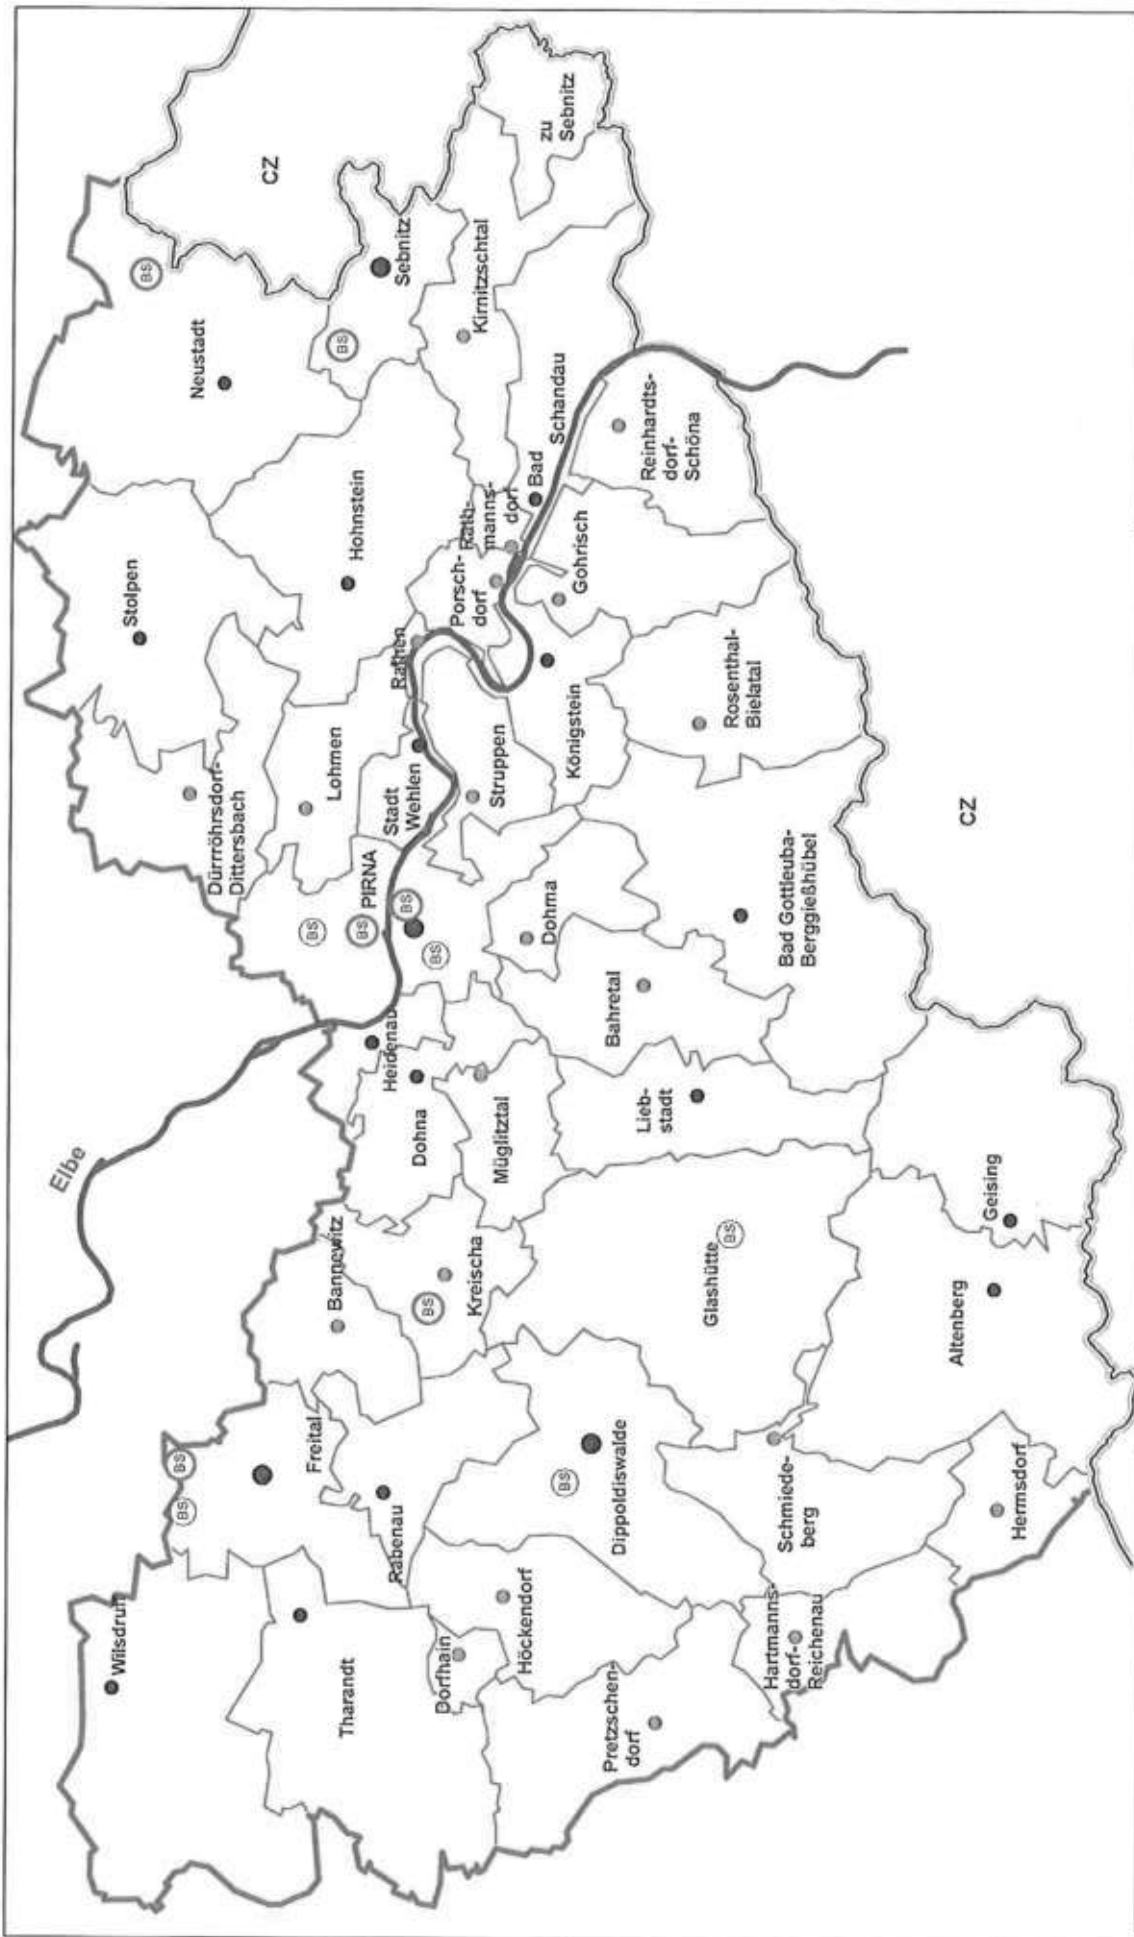 Elbe
CZ
Neustadt
BS
Stolpen
Dürrröhrsdorf-
Dittersbach
Sebnitz
BS
Hohnstein
Lohmen
zu
Sebnitz
Kirnitzschtal
Rathen
Porsch-
dorf
Rath-
manns-
dorf
Bad
Schandau
Stadt
Wehlen
PIRNA
BS
BS
BS
BS
Struppen
Königstein
Gohrisch
Reinhardts-
dorf-
Schöna
Rosenthal-
Bielatal
Dohma
Bahretal
Bad Gottleuba-
Berggießhübel
CZ
Heidenau
Dohna
Müglitztal
Lieb-
stadt
Bannewitz
Kreischa
BS
Glashütte
BS
Geising
Altenberg
Freital
BS
BS
Rabenau
Wilsdruff
Tharandt
Dorfhain
Höckendorf
Dippoldiswalde
BS
Pretzschen-
dorf
Schmiede-
berg
Hartmanns-
dorf-
Reichenau
Hermsdorf